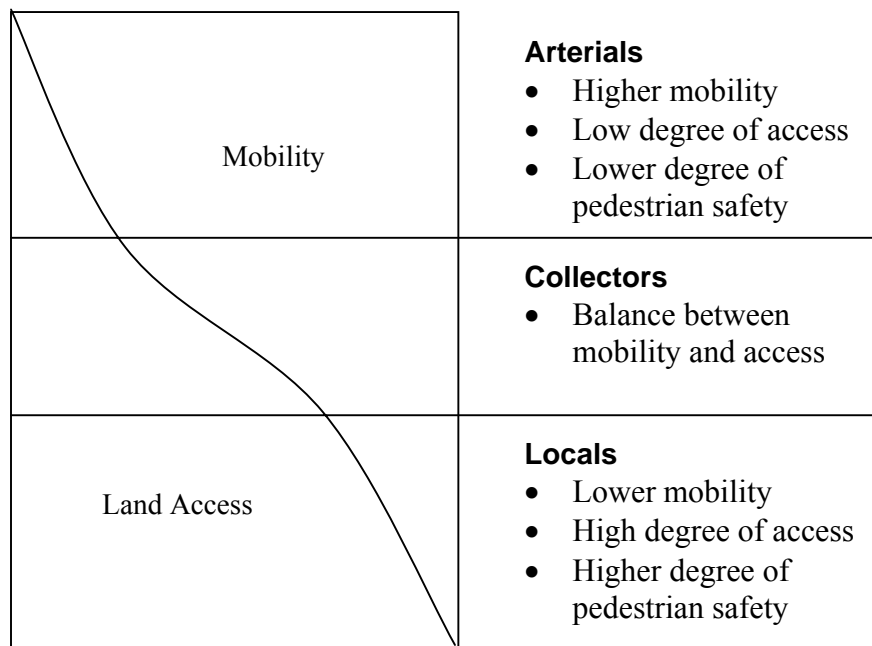 Mobility
Arterials
• Higher mobility
• Low degree of access
• Lower degree of
pedestrian safety
Collectors
• Balance between
mobility and access
Land Access
Locals
• Lower mobility
• High degree of access
• Higher degree of
pedestrian safety